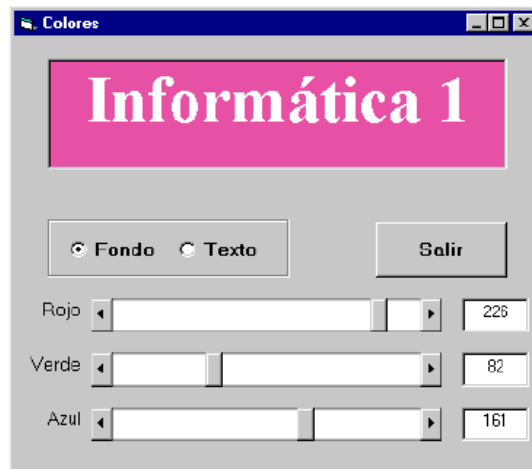 Colores
Informática 1
Fondo Texto Salir
Rojo 226
Verde 82
Azul 161